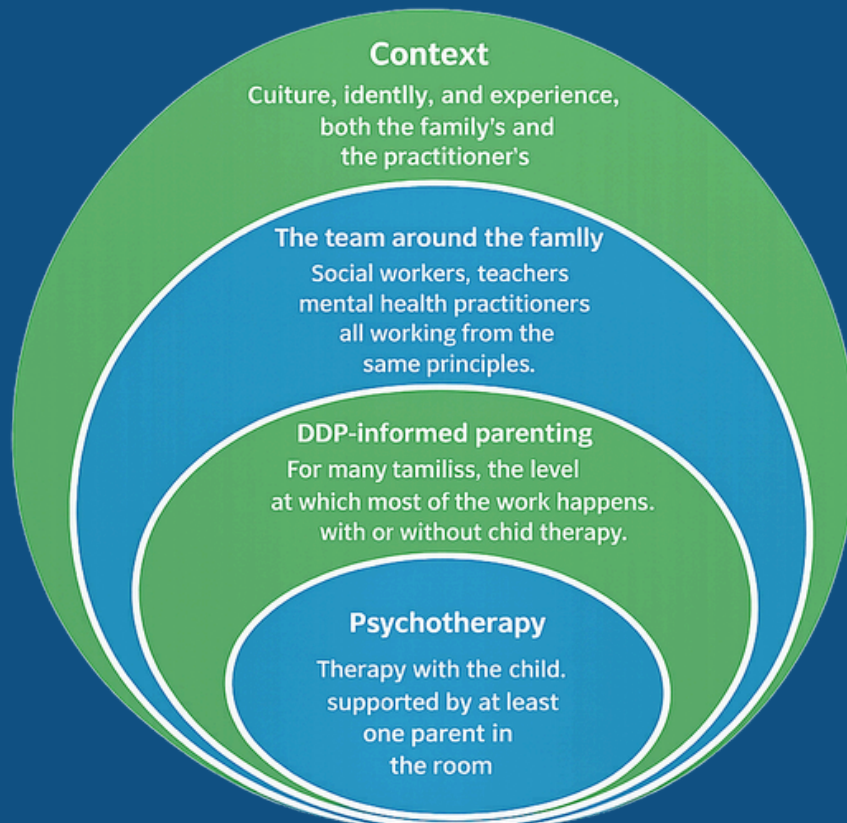 Context
Cuiture, identlly, and experience,
both the family's and
the practitioner's
The team around the famlly
Social workers, teachers
mental health practitioners
all working from the
same principles.
DDP-informed parenting
For many tamiliss, the level
at which most of the work happens.
with or without chid therapy.
Psychotherapy
Therapy with the child.
supported by at least
one parent in
the room